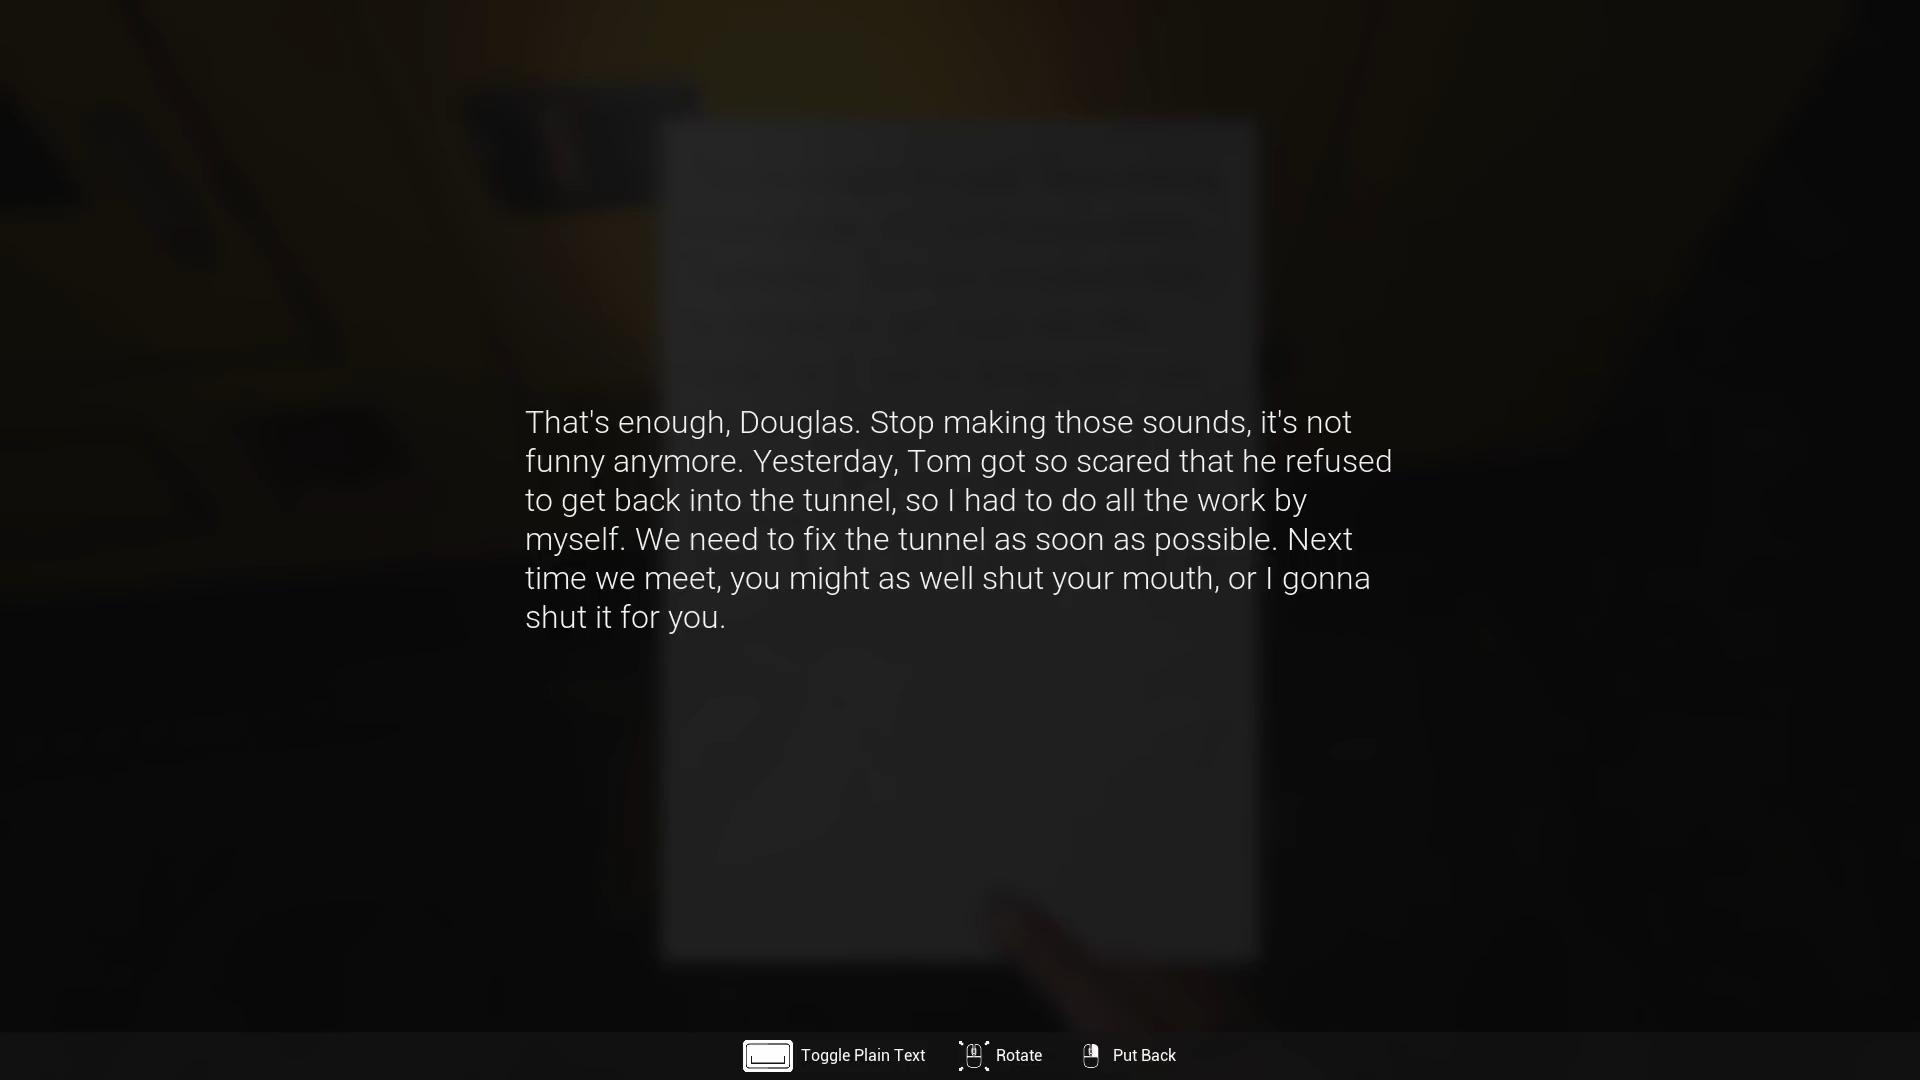 That's enough, Douglas. Stop making those sounds, it's not
funny anymore. Yesterday, Tom got so scared that he refused
to get back into the tunnel, so I had to do all the work by
myself. We need to fix the tunnel as soon as possible. Next
time we meet, you might as well shut your mouth, or I gonna
shut it for you.
Toggle Plain Text Rotate Put Back